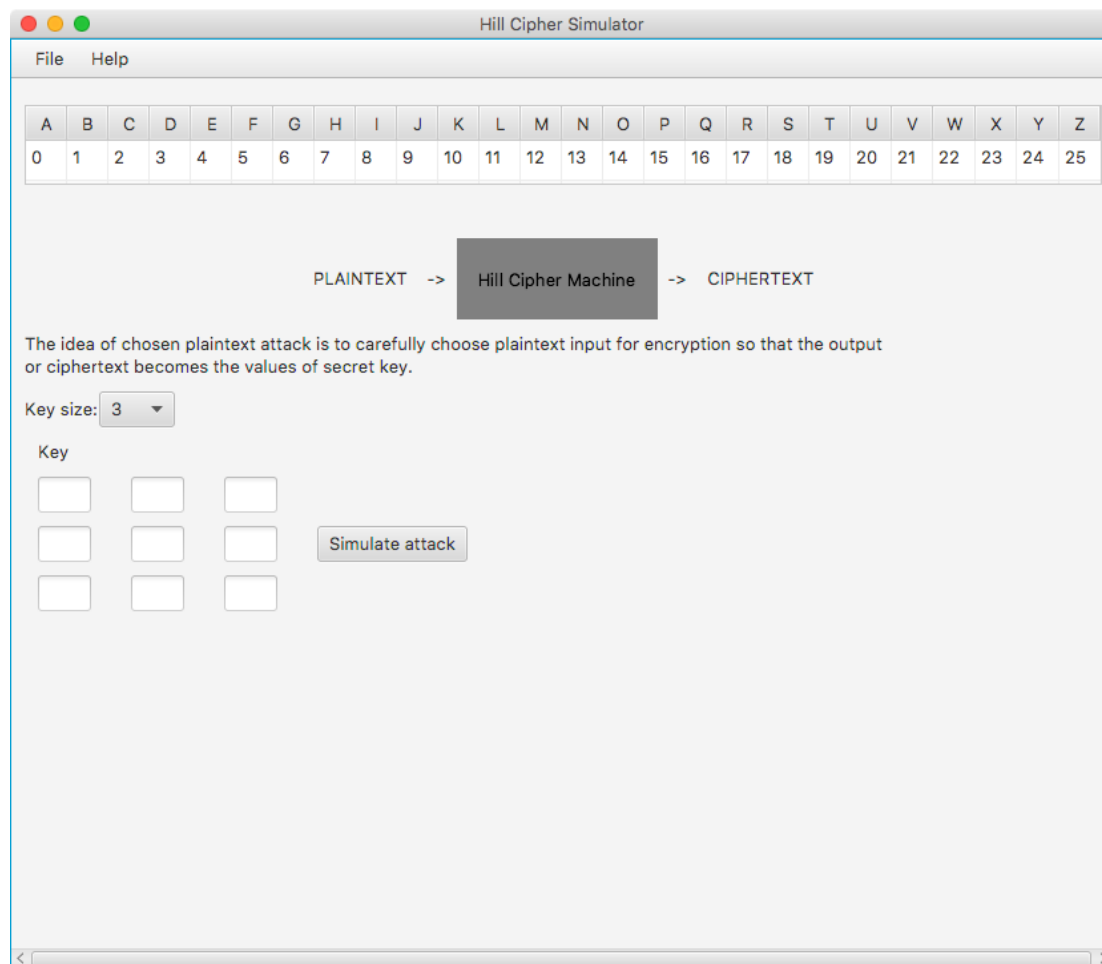 Hill Cipher Simulator
File Help
A B C D E F G H I J K L M N O P Q R S T U V W X Y Z
0 1 2 3 4 5 6 7 8 9 10 11 12 13 14 15 16 17 18 19 20 21 22 23 24 25
PLAINTEXT -> Hill Cipher Machine -> CIPHERTEXT
The idea of chosen plaintext attack is to carefully choose plaintext input for encryption so that the output
or ciphertext becomes the values of secret key.
Key size: 3
Key
Simulate attack